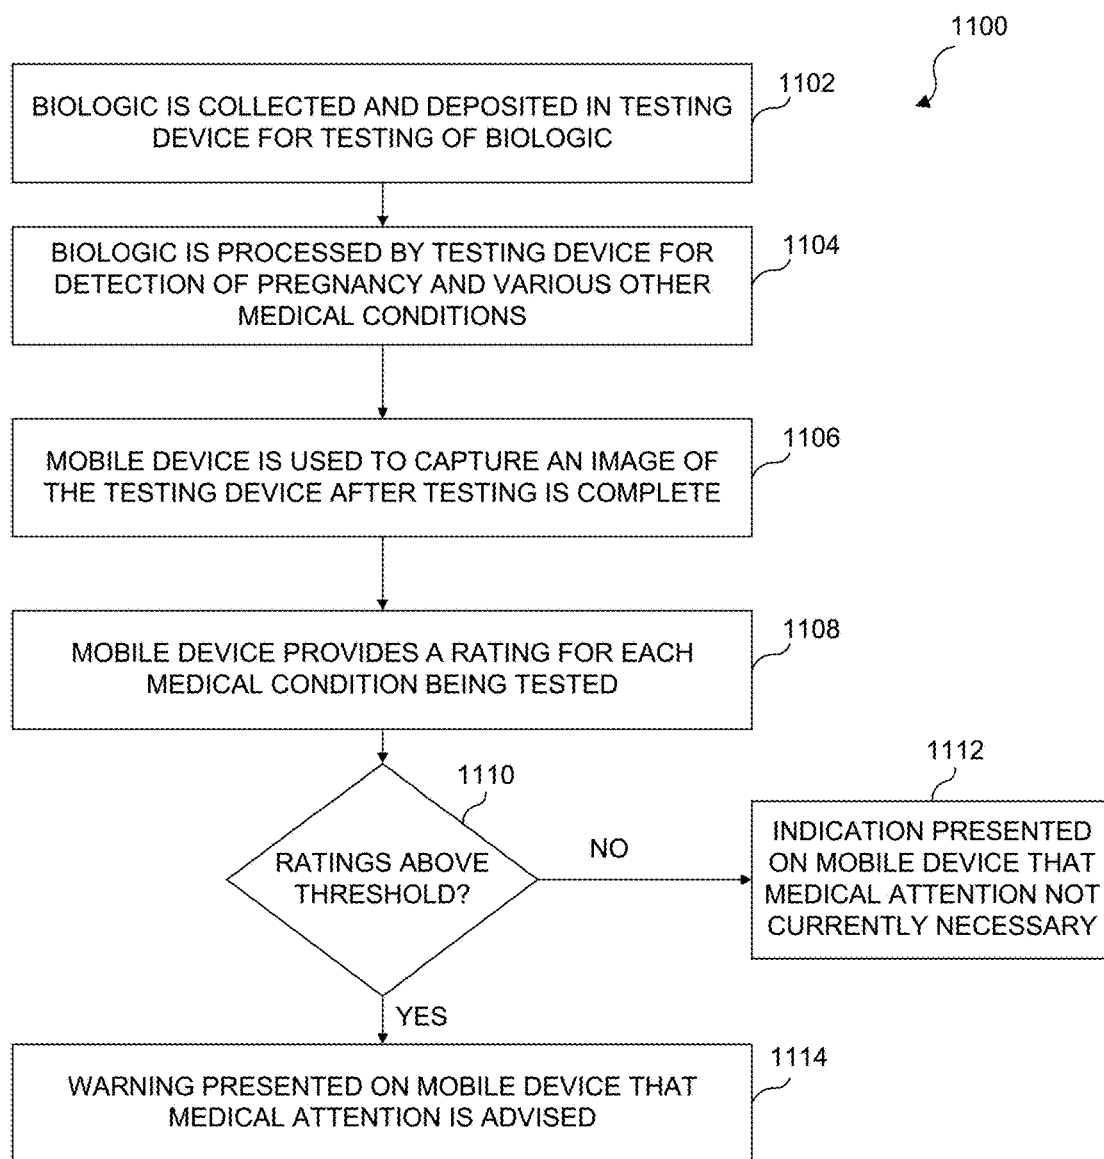 1100
1102
BIOLOGIC IS COLLECTED AND DEPOSITED IN TESTING
DEVICE FOR TESTING OF BIOLOGIC
1104
BIOLOGIC IS PROCESSED BY TESTING DEVICE FOR
DETECTION OF PREGNANCY AND VARIOUS OTHER
MEDICAL CONDITIONS
1106
MOBILE DEVICE IS USED TO CAPTURE AN IMAGE OF
THE TESTING DEVICE AFTER TESTING IS COMPLETE
1108
MOBILE DEVICE PROVIDES A RATING FOR EACH
MEDICAL CONDITION BEING TESTED
1110
RATINGS ABOVE
THRESHOLD?
NO
1112
INDICATION PRESENTED
ON MOBILE DEVICE THAT
MEDICAL ATTENTION NOT
CURRENTLY NECESSARY
YES
1114
WARNING PRESENTED ON MOBILE DEVICE THAT
MEDICAL ATTENTION IS ADVISED